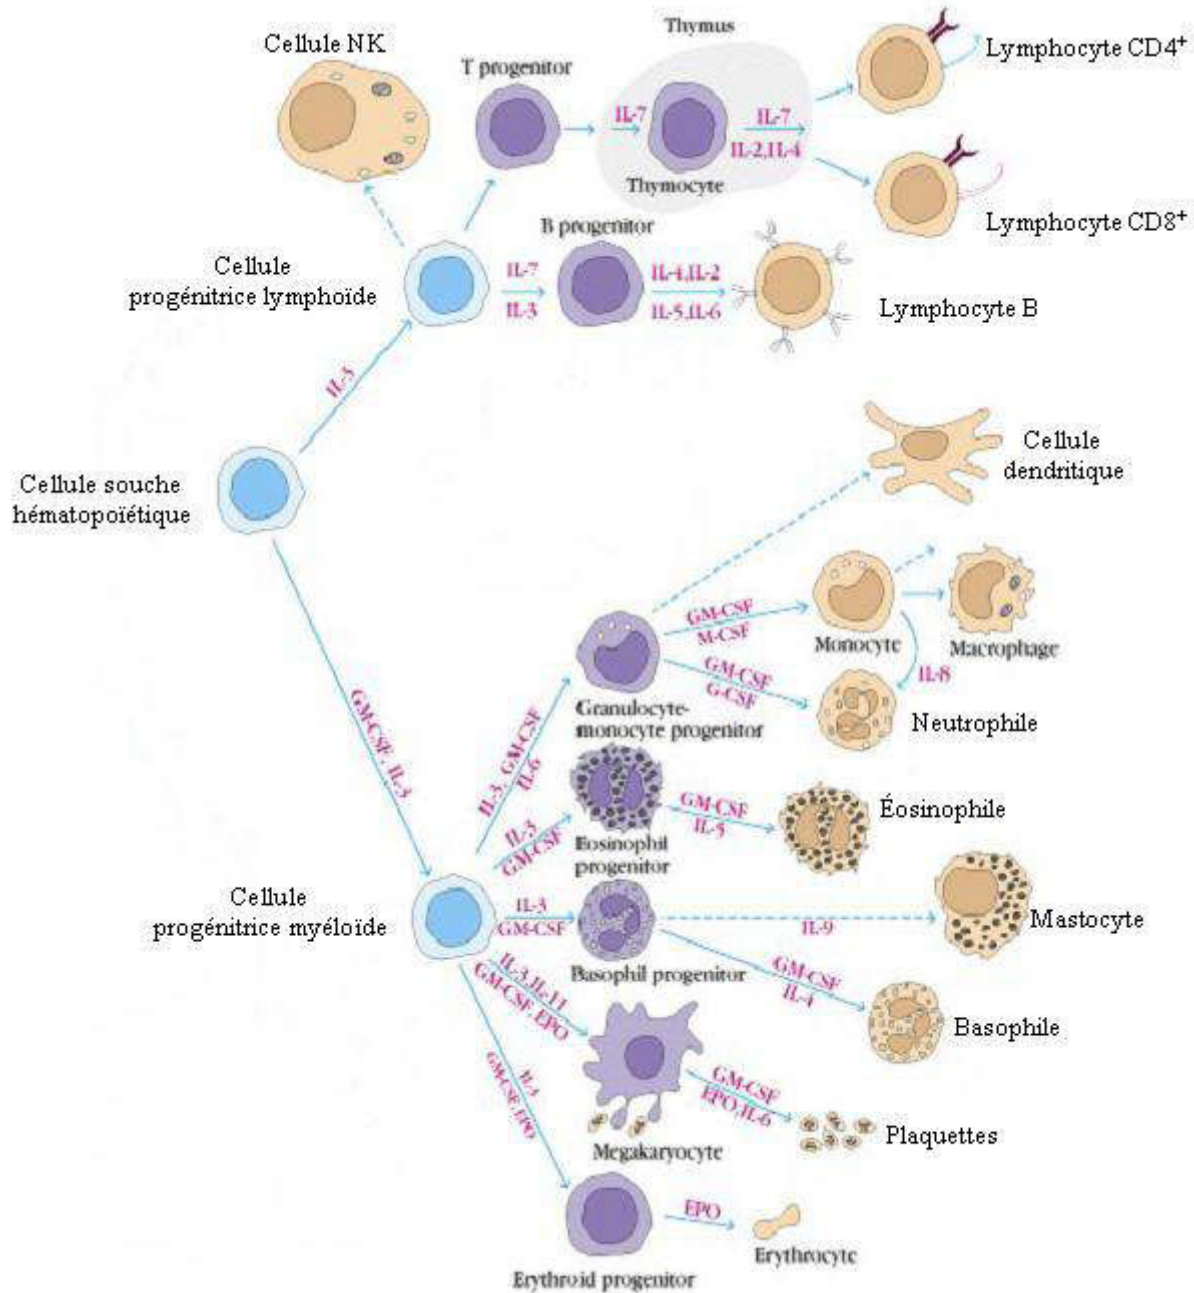 Cellule NK
T progenitor
Thymus
IL-7
IL-7
IL-2,IL-4
Thymocyte
Lymphocyte CD4+
Lymphocyte CD8+
Cellule
progénitrice lymphoïde
IL-7
IL-3
B progenitor
IL-4,IL-2
IL-5,IL-6
Lymphocyte B
IL-3
Cellule souche
hématopoïétique
Cellule
dendritique
GM-CSF
M-CSF
Monocyte
Macrophage
GM-CSF
G-CSF
IL-8
Neutrophile
Granulocyte-
monocyte progenitor
GM-CSF, IL-3
IL-3, GM-CSF
IL-6
IL-3
GM-CSF
Eosinophil
progenitor
GM-CSF
IL-5
Éosinophile
Cellule
progénitrice myéloïde
IL-3
GM-CSF
Basophil progenitor
IL-9
Mastocyte
GM-CSF
IL-4
Basophile
IL-3,IL-11
GM-CSF, EPO
Megakaryocyte
GM-CSF
EPO,IL-6
Plaquettes
IL-3
GM-CSF, EPO
Erythroid progenitor
EPO
Erythrocyte